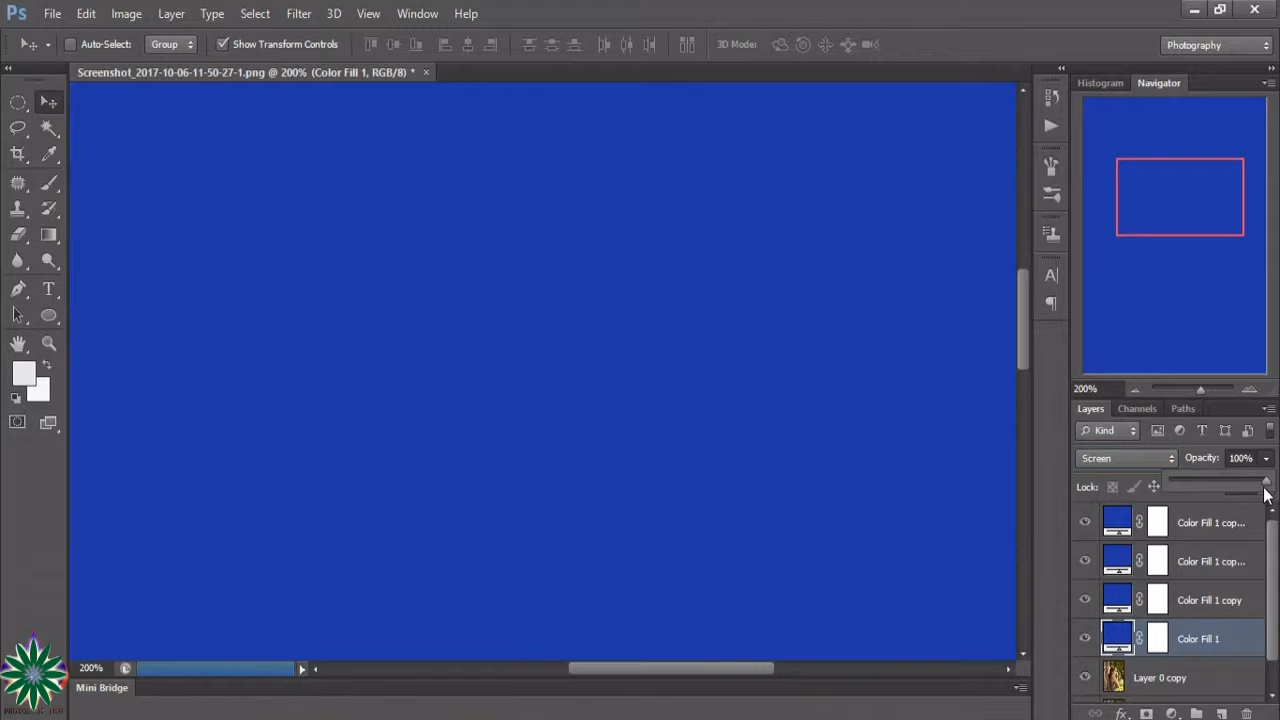 Ps File Edit Image Layer Type Select Filter 3D View Window Help
Auto-Select: Group Show Transform Controls 3D Mode: Photography
Screenshot_2017-10-06-11-50-27-1.png @ 200% (Color Fill 1, RGB/8) * ×
Histogram Navigator
200%
Layers Channels Paths
Kind
Screen Opacity: 100%
Lock:
Color Fill 1 cop...
Color Fill 1 cop...
Color Fill 1 copy
Color Fill 1
Layer 0 copy
200%
Mini Bridge